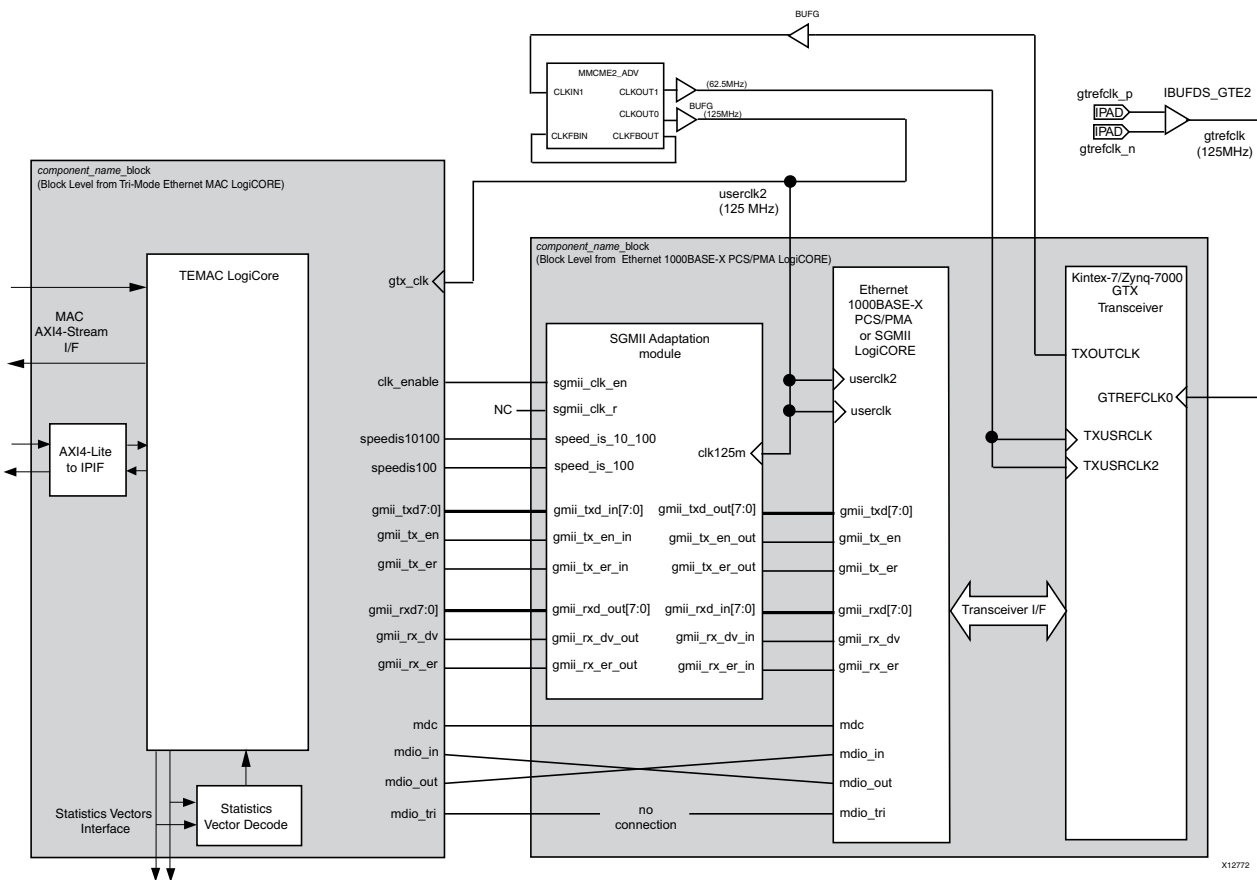 BUFG
MMCME2_ADV
CLKIN1
CLKOUT1
(62.5MHz)
CLKOUT0
BUFG
(125MHz)
CLKFBIN
CLKFBOUT
gtrefclk_p
IBUFDS_GTE2
IPAD
IPAD
gtrefclk_n
gtrefclk
(125MHz)
component_name_block
(Block Level from Tri-Mode Ethernet MAC LogiCORE)
userclk2
(125 MHz)
TEMAC LogiCore
gtx_clk
MAC
AXI4-Stream
I/F
AXI4-Lite
to IPIF
clk_enable
NC
speedis10100
speedis100
gmii_txd7:0]
gmii_tx_en
gmii_tx_er
gmii_rxd7:0]
gmii_rx_dv
gmii_rx_er
mdc
mdio_in
mdio_out
mdio_tri
Statistics Vectors
Interface
Statistics
Vector Decode
component_name_block
(Block Level from Ethernet 1000BASE-X PCS/PMA LogiCORE)
SGMII Adaptation
module
sgmii_clk_en
sgmii_clk_r
speed_is_10_100
speed_is_100
clk125m
gmii_txd_in[7:0]
gmii_txd_out[7:0]
gmii_tx_en_in
gmii_tx_en_out
gmii_tx_er_in
gmii_tx_er_out
gmii_rxd_out[7:0]
gmii_rxd_in[7:0]
gmii_rx_dv_out
gmii_rx_dv_in
gmii_rx_er_out
gmii_rx_er_in
no
connection
Ethernet
1000BASE-X
PCS/PMA
or SGMII
LogiCORE
userclk2
userclk
gmii_txd[7:0]
gmii_tx_en
gmii_tx_er
gmii_rxd[7:0]
gmii_rx_dv
gmii_rx_er
mdc
mdio_in
mdio_out
mdio_tri
Transceiver I/F
Kintex-7/Zynq-7000
GTX
Transceiver
TXOUTCLK
GTREFCLK0
TXUSRCLK
TXUSRCLK2
X12772